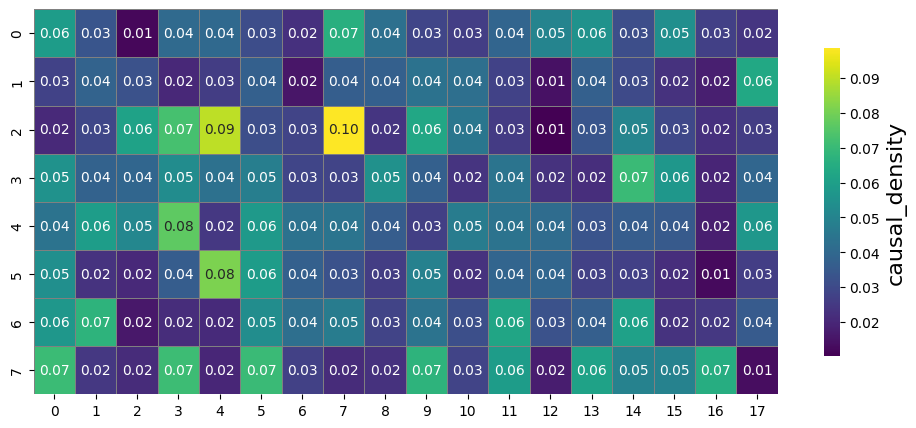 0 0.06 0.03 0.01 0.04 0.04 0.03 0.02 0.07 0.04 0.03 0.03 0.04 0.05 0.06 0.03 0.05 0.03 0.02
1 0.03 0.04 0.03 0.02 0.03 0.04 0.02 0.04 0.04 0.04 0.04 0.03 0.01 0.04 0.03 0.02 0.02 0.06
2 0.02 0.03 0.06 0.07 0.09 0.03 0.03 0.10 0.02 0.06 0.04 0.03 0.01 0.03 0.05 0.03 0.02 0.03
3 0.05 0.04 0.04 0.05 0.04 0.05 0.03 0.03 0.05 0.04 0.02 0.04 0.02 0.02 0.07 0.06 0.02 0.04
4 0.04 0.06 0.05 0.08 0.02 0.06 0.04 0.04 0.04 0.03 0.05 0.04 0.04 0.03 0.04 0.04 0.02 0.06
5 0.05 0.02 0.02 0.04 0.08 0.06 0.04 0.03 0.03 0.05 0.02 0.04 0.04 0.03 0.03 0.02 0.01 0.03
6 0.06 0.07 0.02 0.02 0.02 0.05 0.04 0.05 0.03 0.04 0.03 0.06 0.03 0.04 0.06 0.02 0.02 0.04
7 0.07 0.02 0.02 0.07 0.02 0.07 0.03 0.02 0.02 0.07 0.03 0.06 0.02 0.06 0.05 0.05 0.07 0.01
0 1 2 3 4 5 6 7 8 9 10 11 12 13 14 15 16 17
0.09
0.08
0.07
0.06
0.05
0.04
0.03
0.02
causal_density